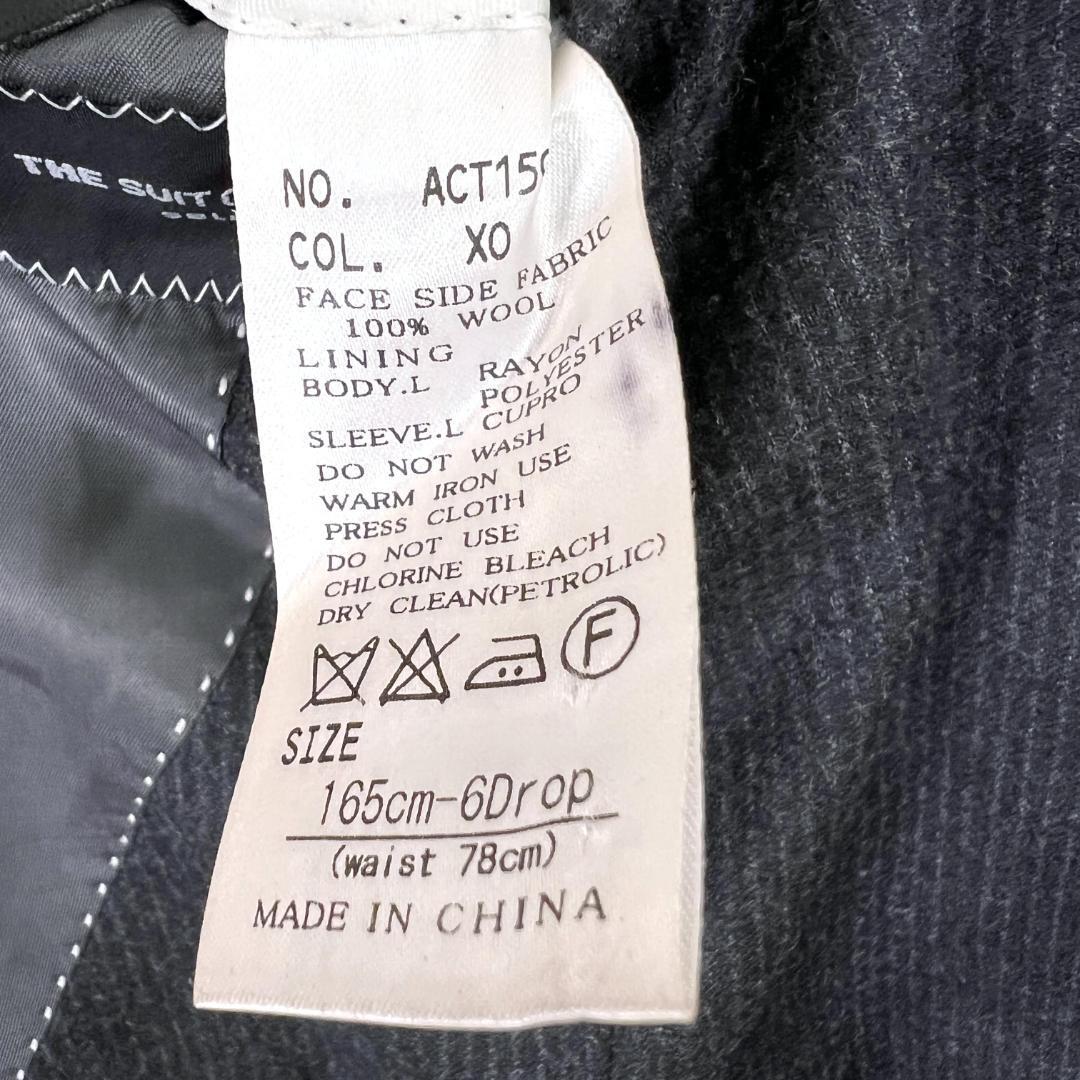 THE SUIT
NO. ACT15
COL. XO
FACE SIDE FABRIC
100% WOOL
LINING
BODY.L RAYON
POLYESTER
SLEEVE.L CUPRO
DO NOT WASH
WARM IRON USE
PRESS CLOTH
DO NOT USE
CHLORINE BLEACH
DRY CLEAN(PETROLIC)
F
SIZE
165cm-6Drop
(waist 78cm)
MADE IN CHINA